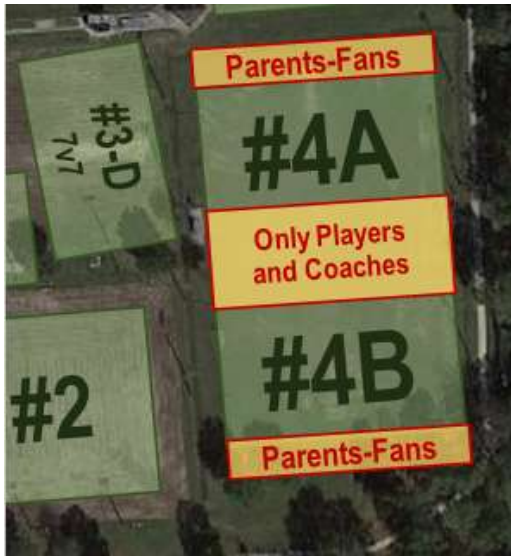 Parents-Fans
#3-D
7v7
#4A
Only Players
and Coaches
#2
#4B
Parents-Fans